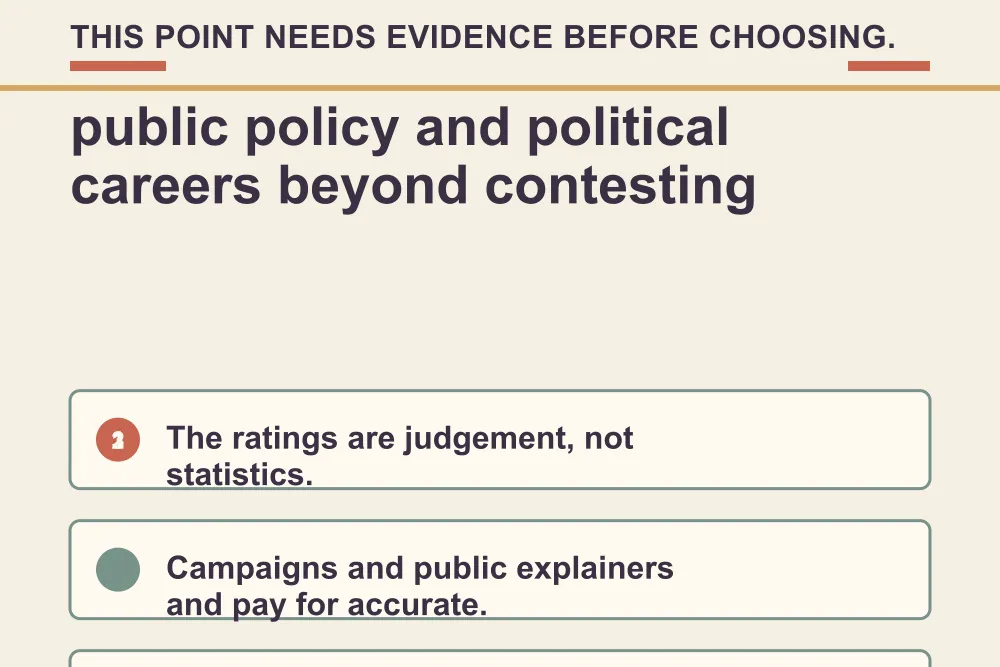 THIS POINT NEEDS EVIDENCE BEFORE CHOOSING.
public policy and political
careers beyond contesting
The ratings are judgement, not
statistics.
Campaigns and public explainers
and pay for accurate.